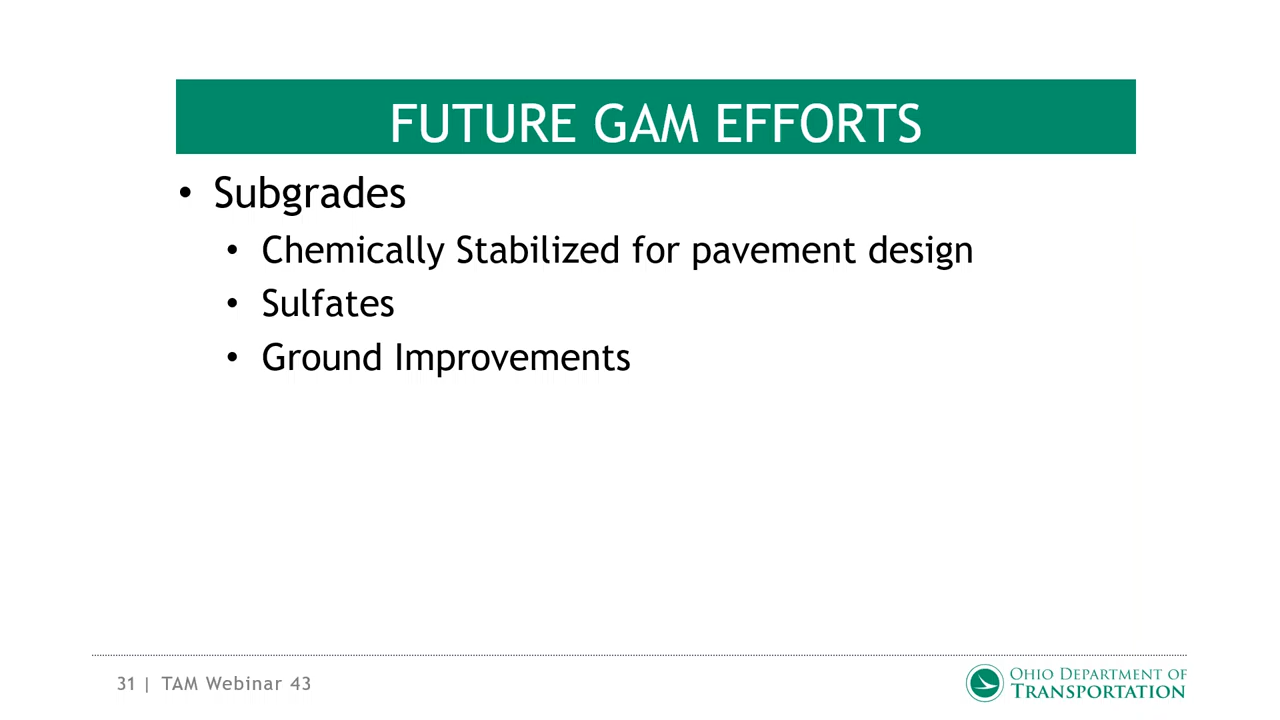 FUTURE GAM EFFORTS
• Subgrades
• Chemically Stabilized for pavement design
• Sulfates
• Ground Improvements
31 | TAM Webinar 43
OHIO DEPARTMENT OF
TRANSPORTATION